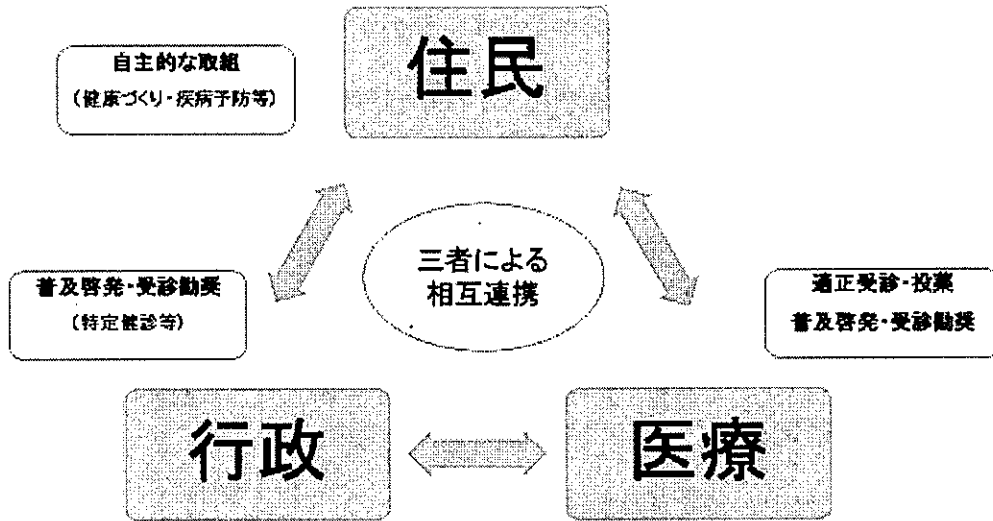 住民
自主的な取組
(健康づくり・疾病予防等)
三者による
相互連携
普及啓発・受診勧奨
(特定健診等)
適正受診・投薬
普及啓発・受診勧奨
行政
医療